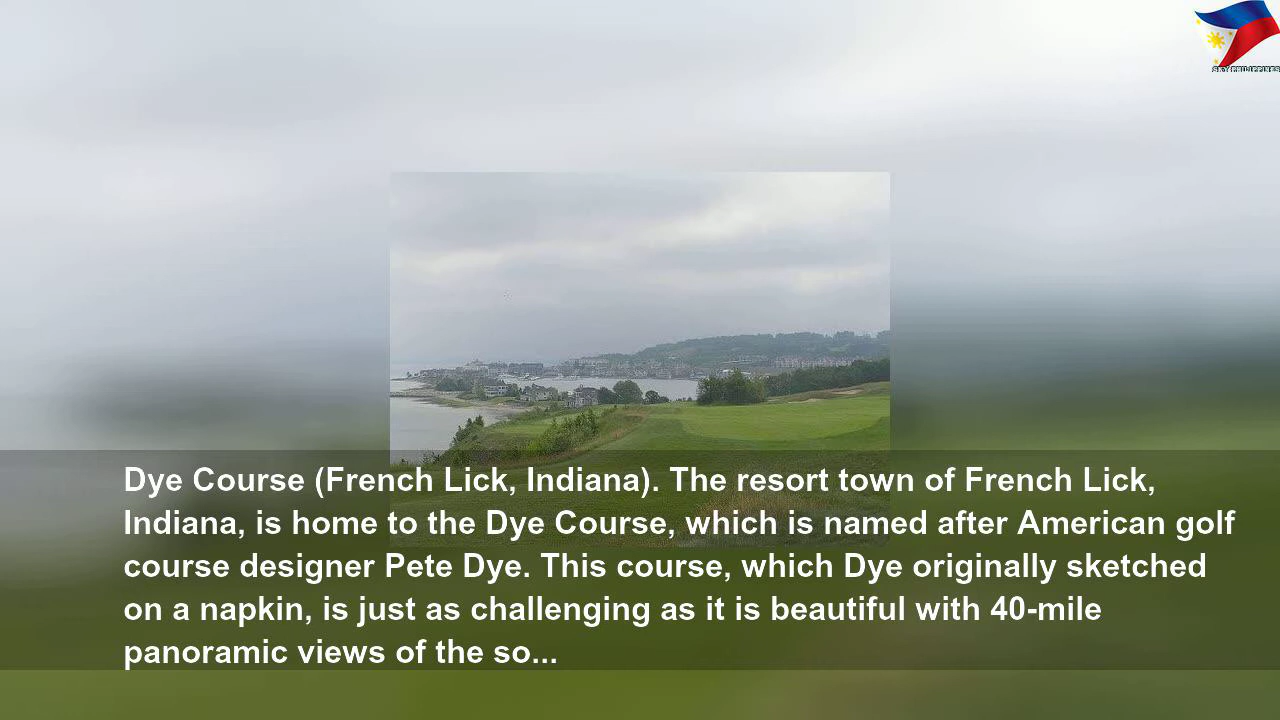 SKY PHILIPPINES
Dye Course (French Lick, Indiana). The resort town of French Lick,
Indiana, is home to the Dye Course, which is named after American golf
course designer Pete Dye. This course, which Dye originally sketched
on a napkin, is just as challenging as it is beautiful with 40-mile
panoramic views of the so...